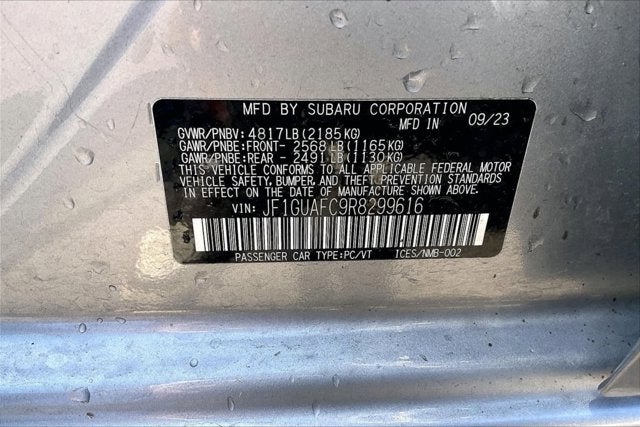 MFD BY SUBARU CORPORATION
MFD IN 09/23
GVWR/PNBV: 4817LB(2185KG)
GAWR/PNBE:FRONT- 2568LB(1165KG)
GAWR/PNBE:REAR - 2491LB(1130KG)
THIS VEHICLE CONFORMS TO ALL APPLICABLE FEDERAL MOTOR
VEHICLE SAFETY, BUMPER, AND THEFT PREVENTION STANDARDS
IN EFFECT ON THE DATE OF MANUFACTURE SHOWN ABOVE.
VIN: JF1GUAFC9R8299616
PASSENGER CAR TYPE:PC/VT ICES/NMB-002